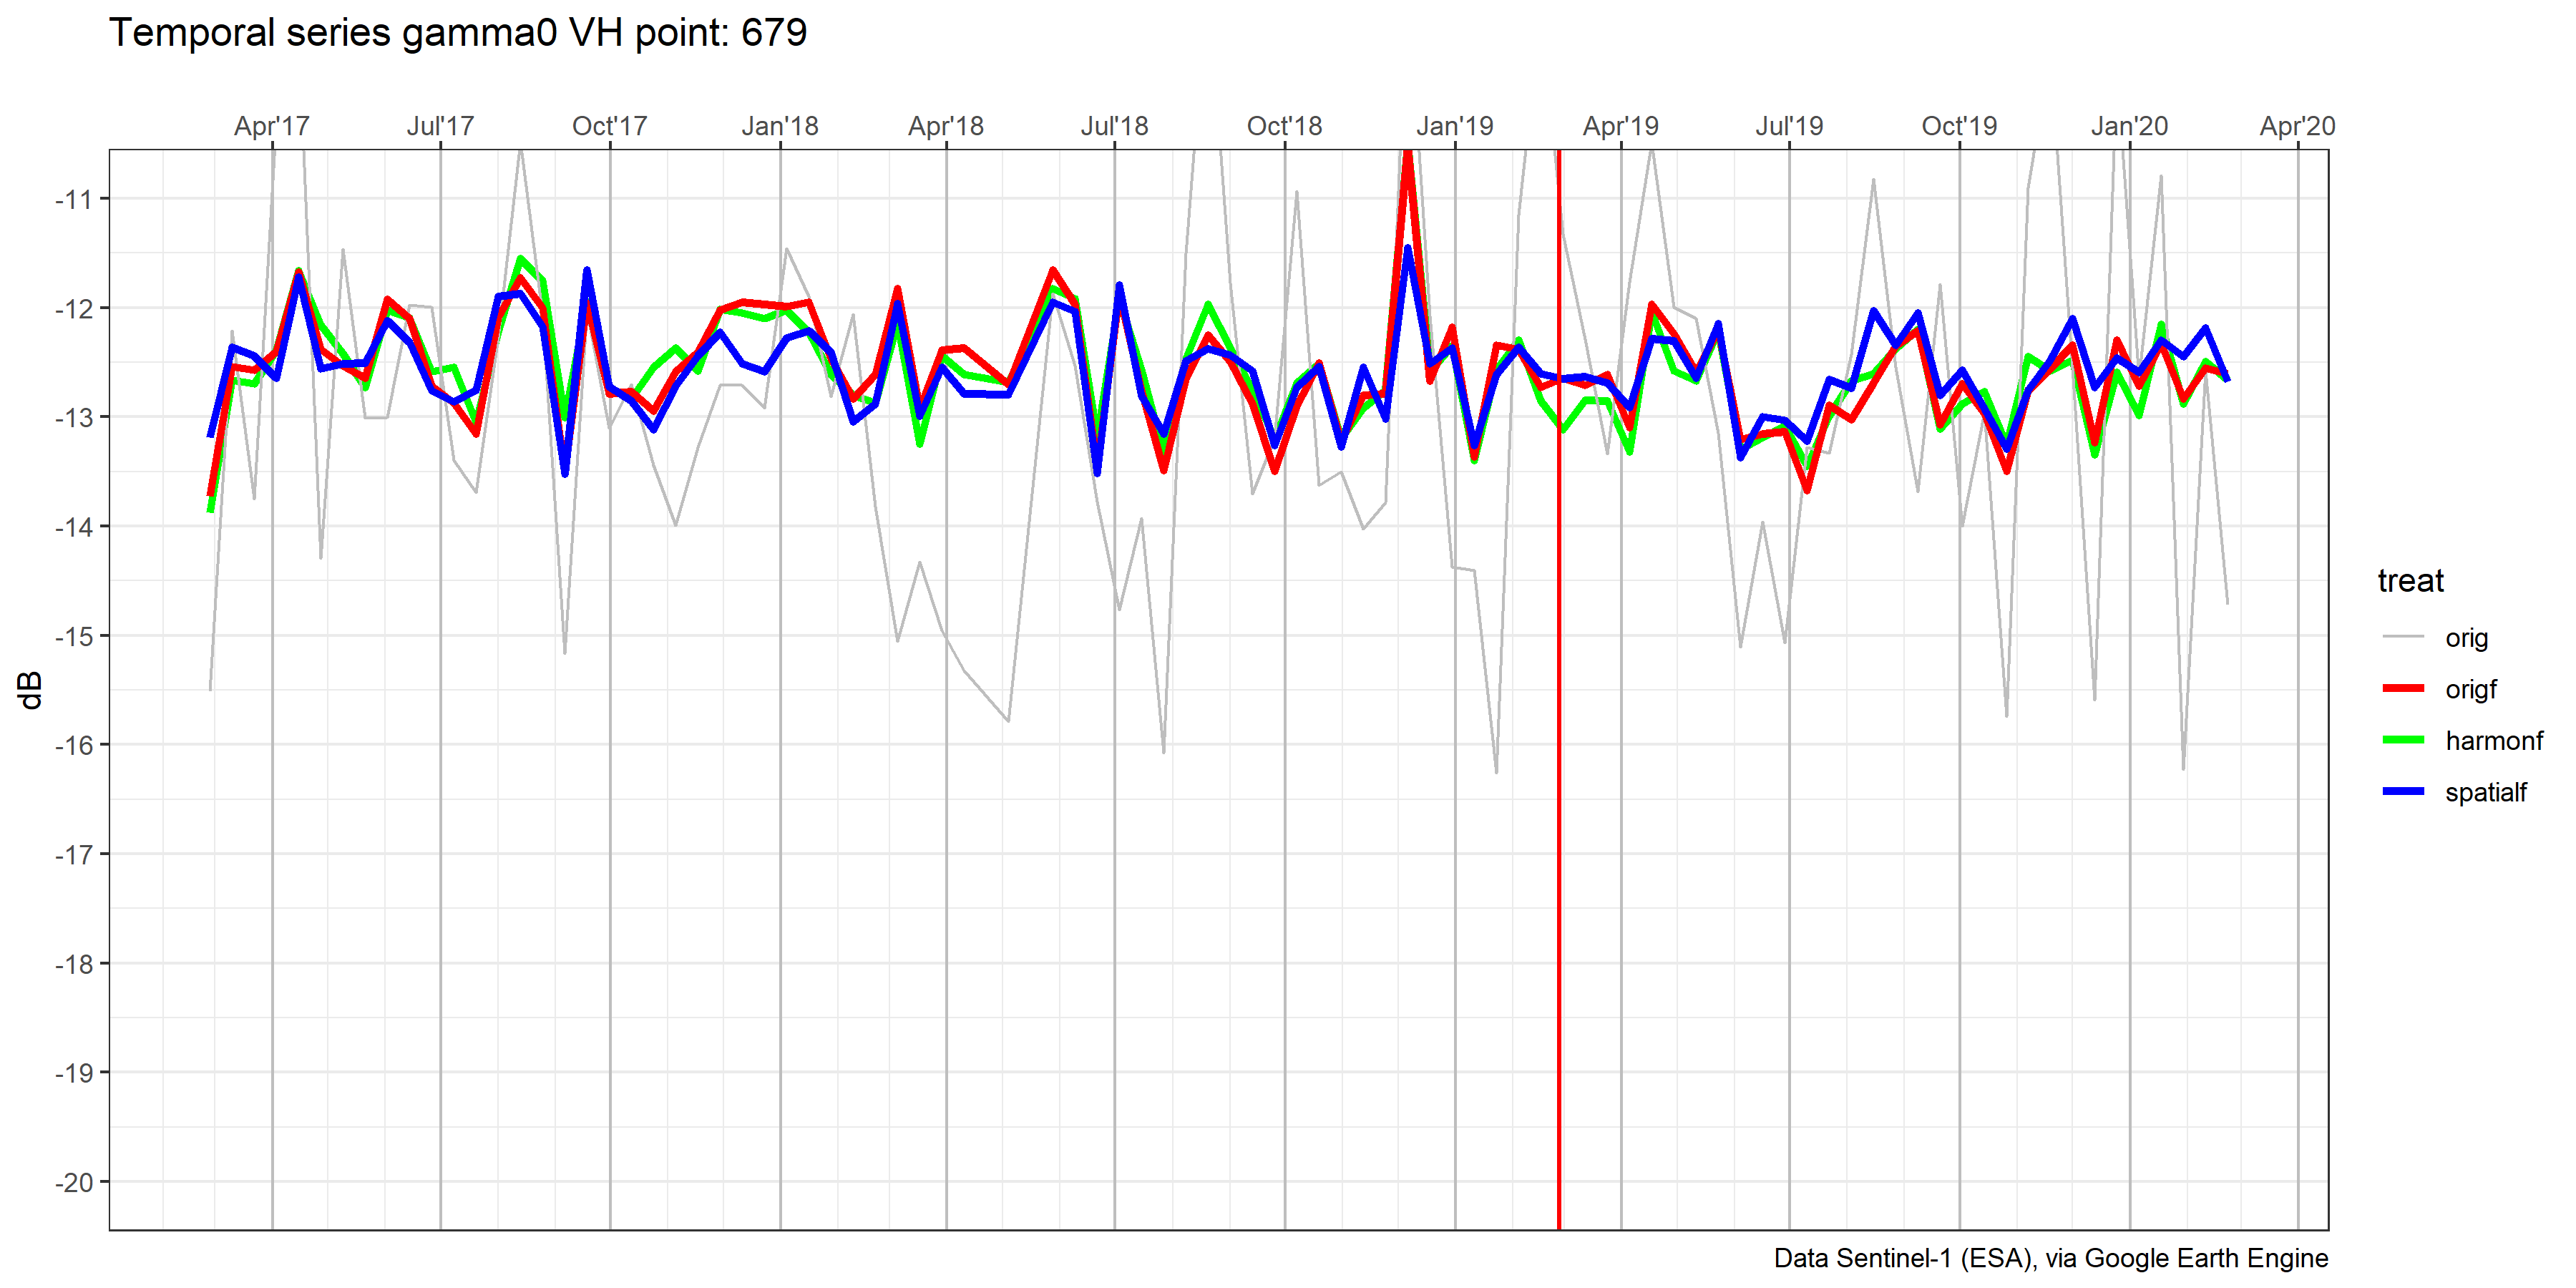 Temporal series gamma0 VH point: 679
Apr'17 Jul'17 Oct'17 Jan'18 Apr'18 Jul'18 Oct'18 Jan'19 Apr'19 Jul'19 Oct'19 Jan'20 Apr'20
-11
-12
-13
-14
-15
-16
-17
-18
-19
-20
dB
treat
orig
origf
harmonf
spatialf
Data Sentinel-1 (ESA), via Google Earth Engine